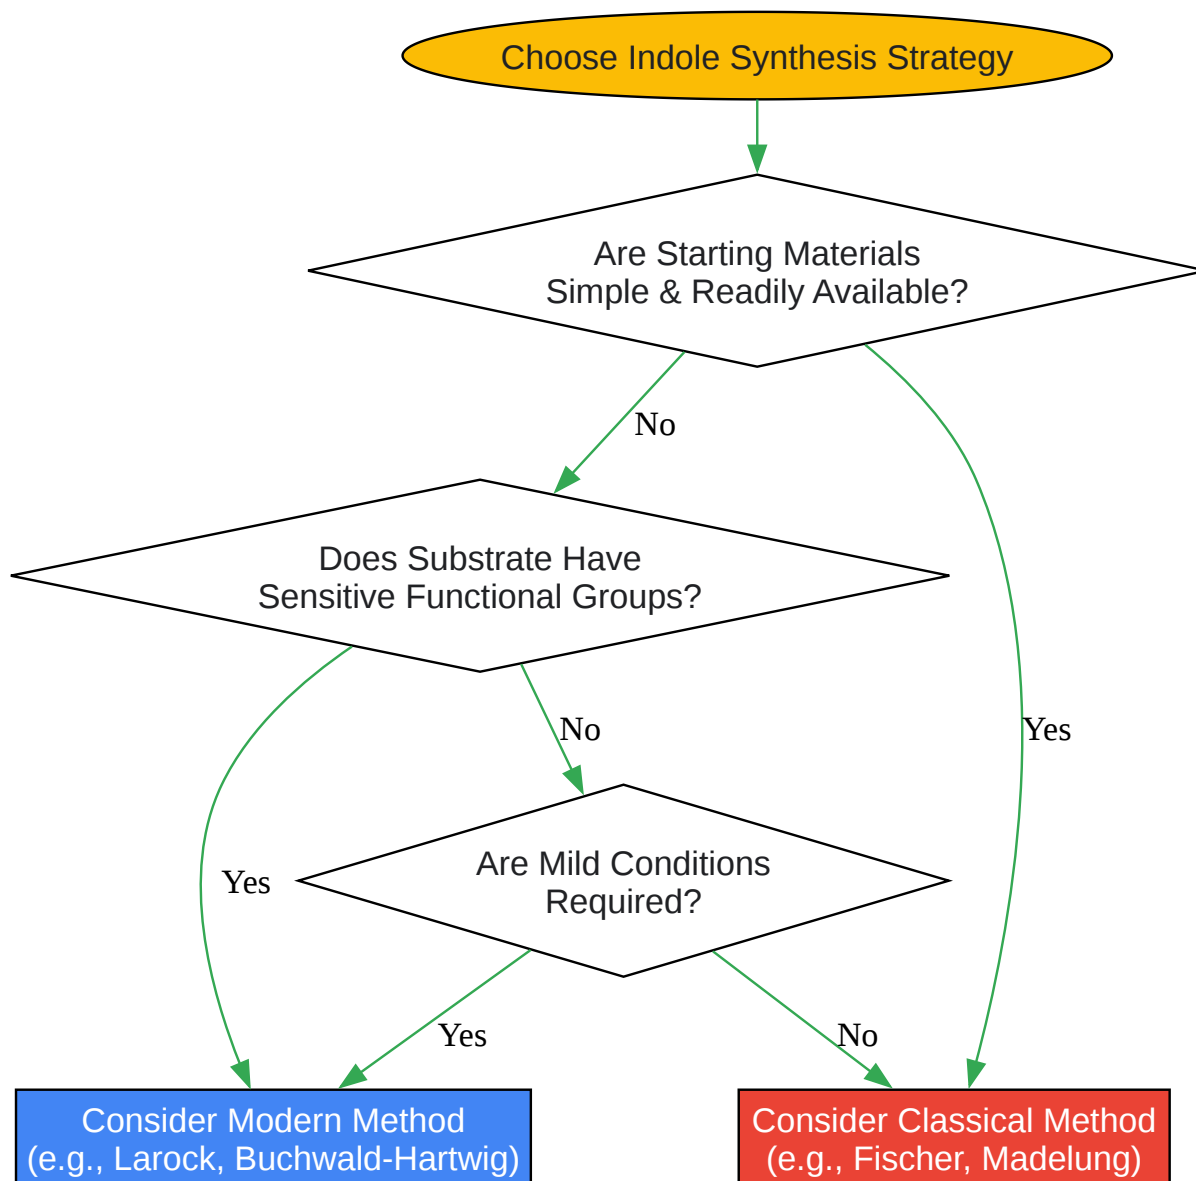 Choose Indole Synthesis Strategy
Are Starting Materials
Simple & Readily Available?
No
Does Substrate Have
Sensitive Functional Groups?
No
Yes
Are Mild Conditions
Required?
Yes
Yes
No
Consider Modern Method
(e.g., Larock, Buchwald-Hartwig)
Consider Classical Method
(e.g., Fischer, Madelung)